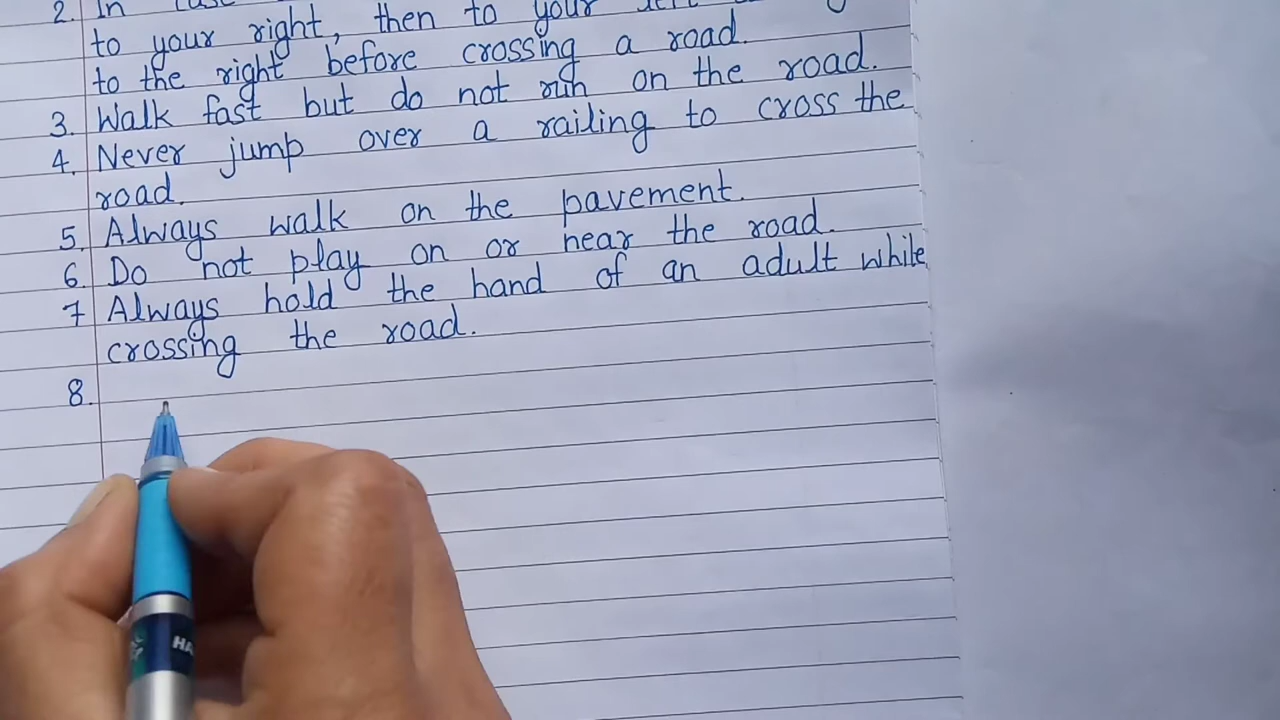 2. In
to your right, then to your left
to the right before crossing a road.
3. Walk fast but do not run on the road.
4. Never jump over a railing to cross the
road.
5. Always walk on the pavement.
6. Do not play on or near the road.
7 Always hold the hand of an adult while
crossing the road.
8.
HA